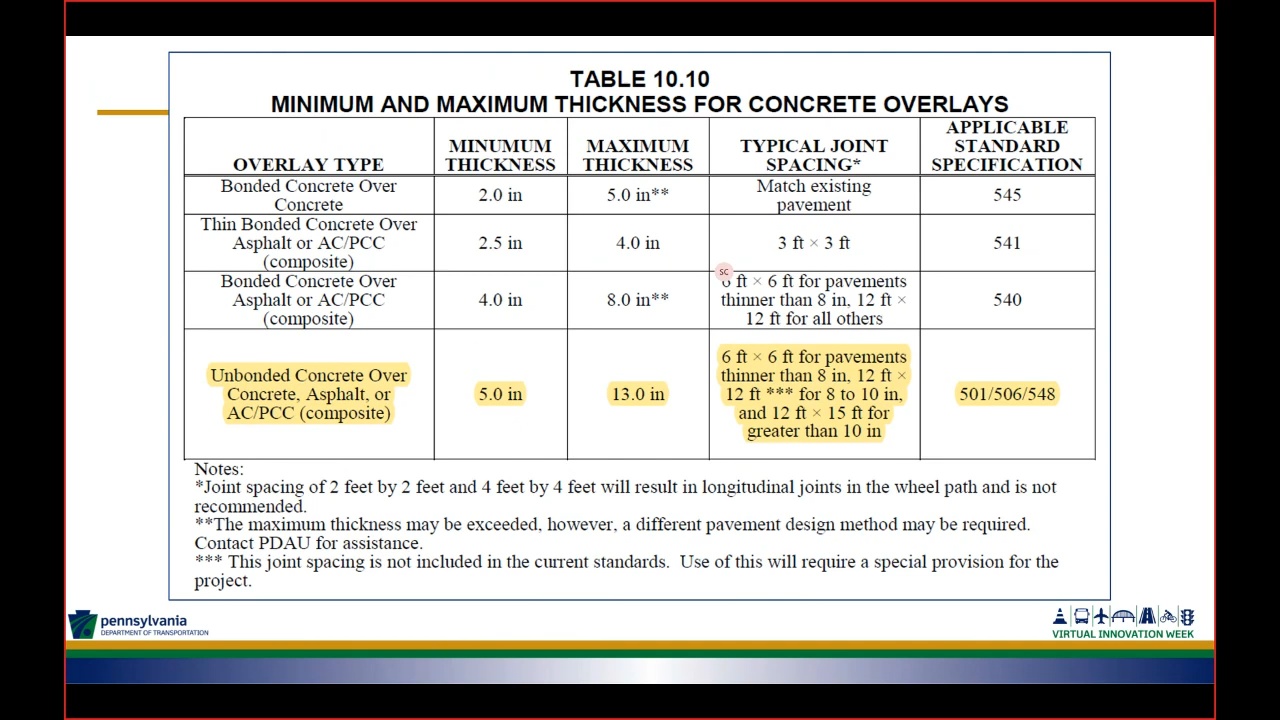 TABLE 10.10
MINIMUM AND MAXIMUM THICKNESS FOR CONCRETE OVERLAYS
OVERLAY TYPE
MINUMUM
THICKNESS
MAXIMUM
THICKNESS
TYPICAL JOINT
SPACING*
APPLICABLE
STANDARD
SPECIFICATION
Bonded Concrete Over
Concrete
2.0 in
5.0 in**
Match existing
pavement
545
Thin Bonded Concrete Over
Asphalt or AC/PCC
(composite)
2.5 in
4.0 in
3 ft × 3 ft
541
SC
Bonded Concrete Over
Asphalt or AC/PCC
(composite)
4.0 in
8.0 in**
6 ft × 6 ft for pavements
thinner than 8 in, 12 ft ×
12 ft for all others
540
Unbonded Concrete Over
Concrete, Asphalt, or
AC/PCC (composite)
5.0 in
13.0 in
6 ft × 6 ft for pavements
thinner than 8 in, 12 ft ×
12 ft *** for 8 to 10 in,
and 12 ft × 15 ft for
greater than 10 in
501/506/548
Notes:
*Joint spacing of 2 feet by 2 feet and 4 feet by 4 feet will result in longitudinal joints in the wheel path and is not
recommended.
**The maximum thickness may be exceeded, however, a different pavement design method may be required.
Contact PDAU for assistance.
*** This joint spacing is not included in the current standards.  Use of this will require a special provision for the
project.
pennsylvania
DEPARTMENT OF TRANSPORTATION
VIRTUAL INNOVATION WEEK